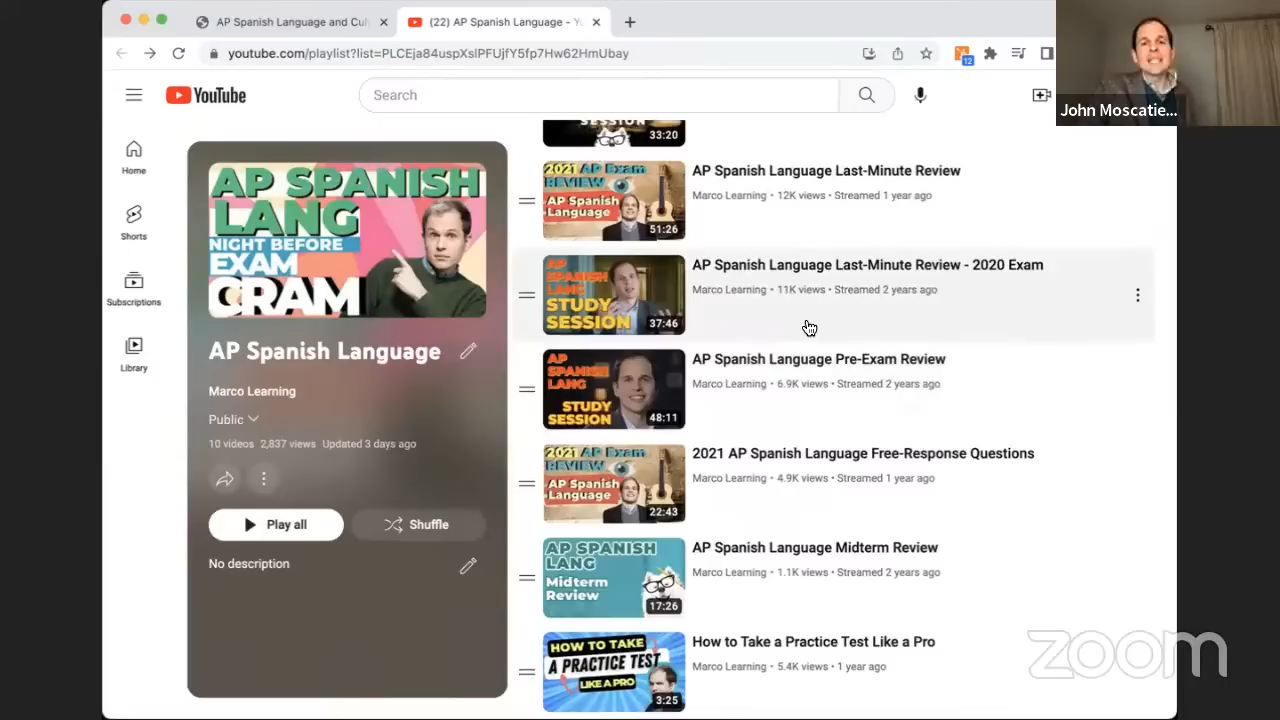 AP Spanish Language and Cul
(22) AP Spanish Language -
youtube.com/playlist?list=PLCEja84uspXslPFUjfY5fp7Hw62HmUbay
12
YouTube
Search
John Moscatie...
Home
Shorts
Subscriptions
Library
AP SPANISH
LANG
NIGHT BEFORE
EXAM
CRAM
AP Spanish Language
Marco Learning
Public
10 videos 2,837 views Updated 3 days ago
Play all
Shuffle
No description
SESSION
33:20
2021 AP Exam
REVIEW
AP Spanish
Language
51:26
AP Spanish Language Last-Minute Review
Marco Learning • 12K views • Streamed 1 year ago
AP
SPANISH
LANG
STUDY
SESSION
37:46
AP Spanish Language Last-Minute Review - 2020 Exam
Marco Learning • 11K views • Streamed 2 years ago
AP
SPANISH
LANG
STUDY
SESSION
48:11
AP Spanish Language Pre-Exam Review
Marco Learning • 6.9K views • Streamed 2 years ago
2021 AP Exam
REVIEW
AP Spanish
Language
22:43
2021 AP Spanish Language Free-Response Questions
Marco Learning • 4.9K views • Streamed 1 year ago
AP SPANISH
LANG
Midterm
Review
17:26
AP Spanish Language Midterm Review
Marco Learning • 1.1K views • Streamed 2 years ago
HOW TO TAKE
A PRACTICE TEST
LIKE A PRO
3:25
How to Take a Practice Test Like a Pro
Marco Learning • 5.4K views • 1 year ago
zoom